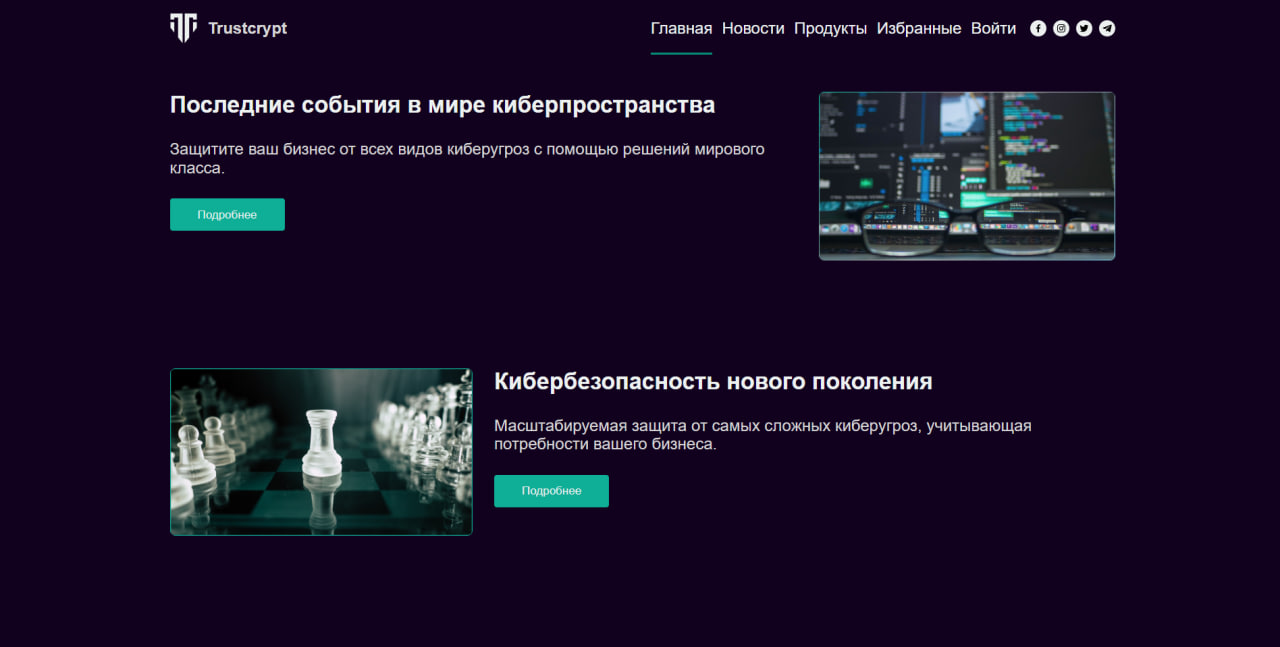 Trustcrypt
Главная Новости Продукты Избранные Войти
Последние события в мире киберпространства
Защитите ваш бизнес от всех видов киберугроз с помощью решений мирового
класса.
Подробнее
Кибербезопасность нового поколения
Масштабируемая защита от самых сложных киберугроз, учитывающая
потребности вашего бизнеса.
Подробнее